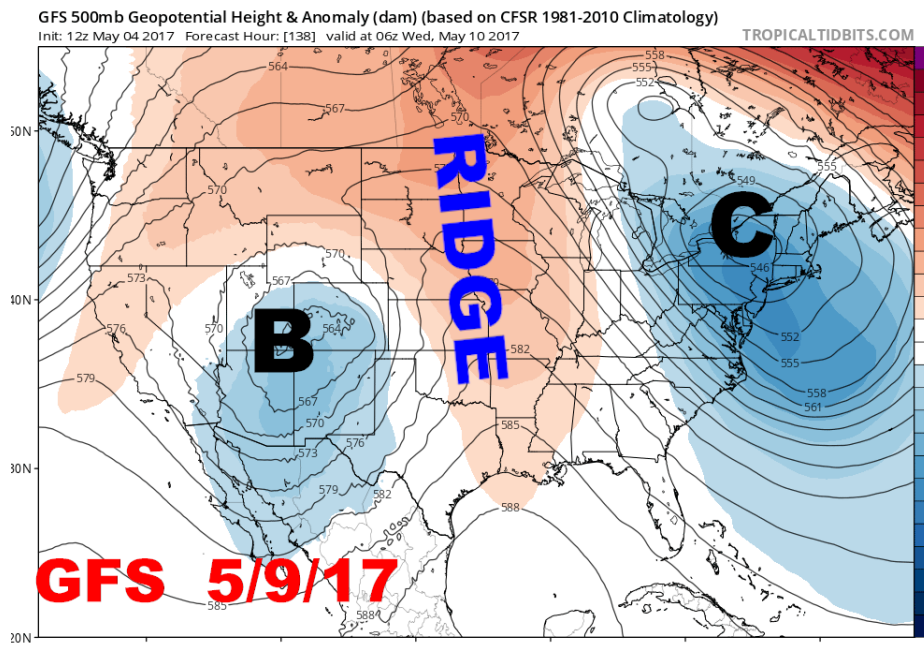 GFS 500mb Geopotential Height & Anomaly (dam) (based on CFSR 1981-2010 Climatology)
Init: 12z May 04 2017 Forecast Hour: [138] valid at 06z Wed, May 10 2017
TROPICALTIDBITS.COM
558
564
555
552
567
570
50N
555
549
570
C
RIDGE
570
546
573
567
40N
576
570
B
564
552
582
555
579
567
558
561
570
585
576
573
30N
579
582
588
GFS 5/9/17
585
588
20N